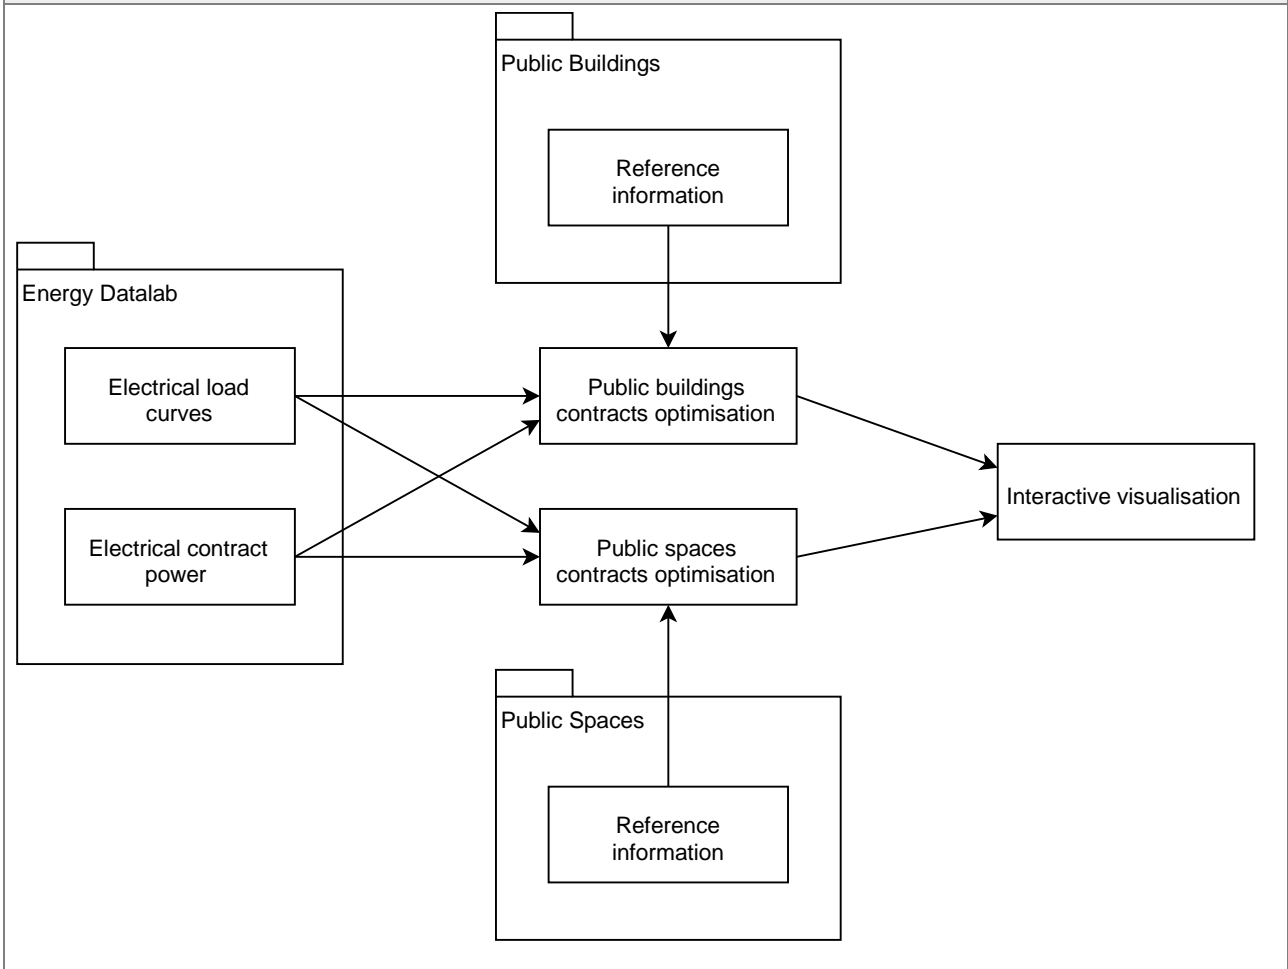 Public Buildings
Reference
information
Energy Datalab
Electrical load
curves
Electrical contract
power
Public buildings
contracts optimisation
Public spaces
contracts optimisation
Interactive visualisation
Public Spaces
Reference
information